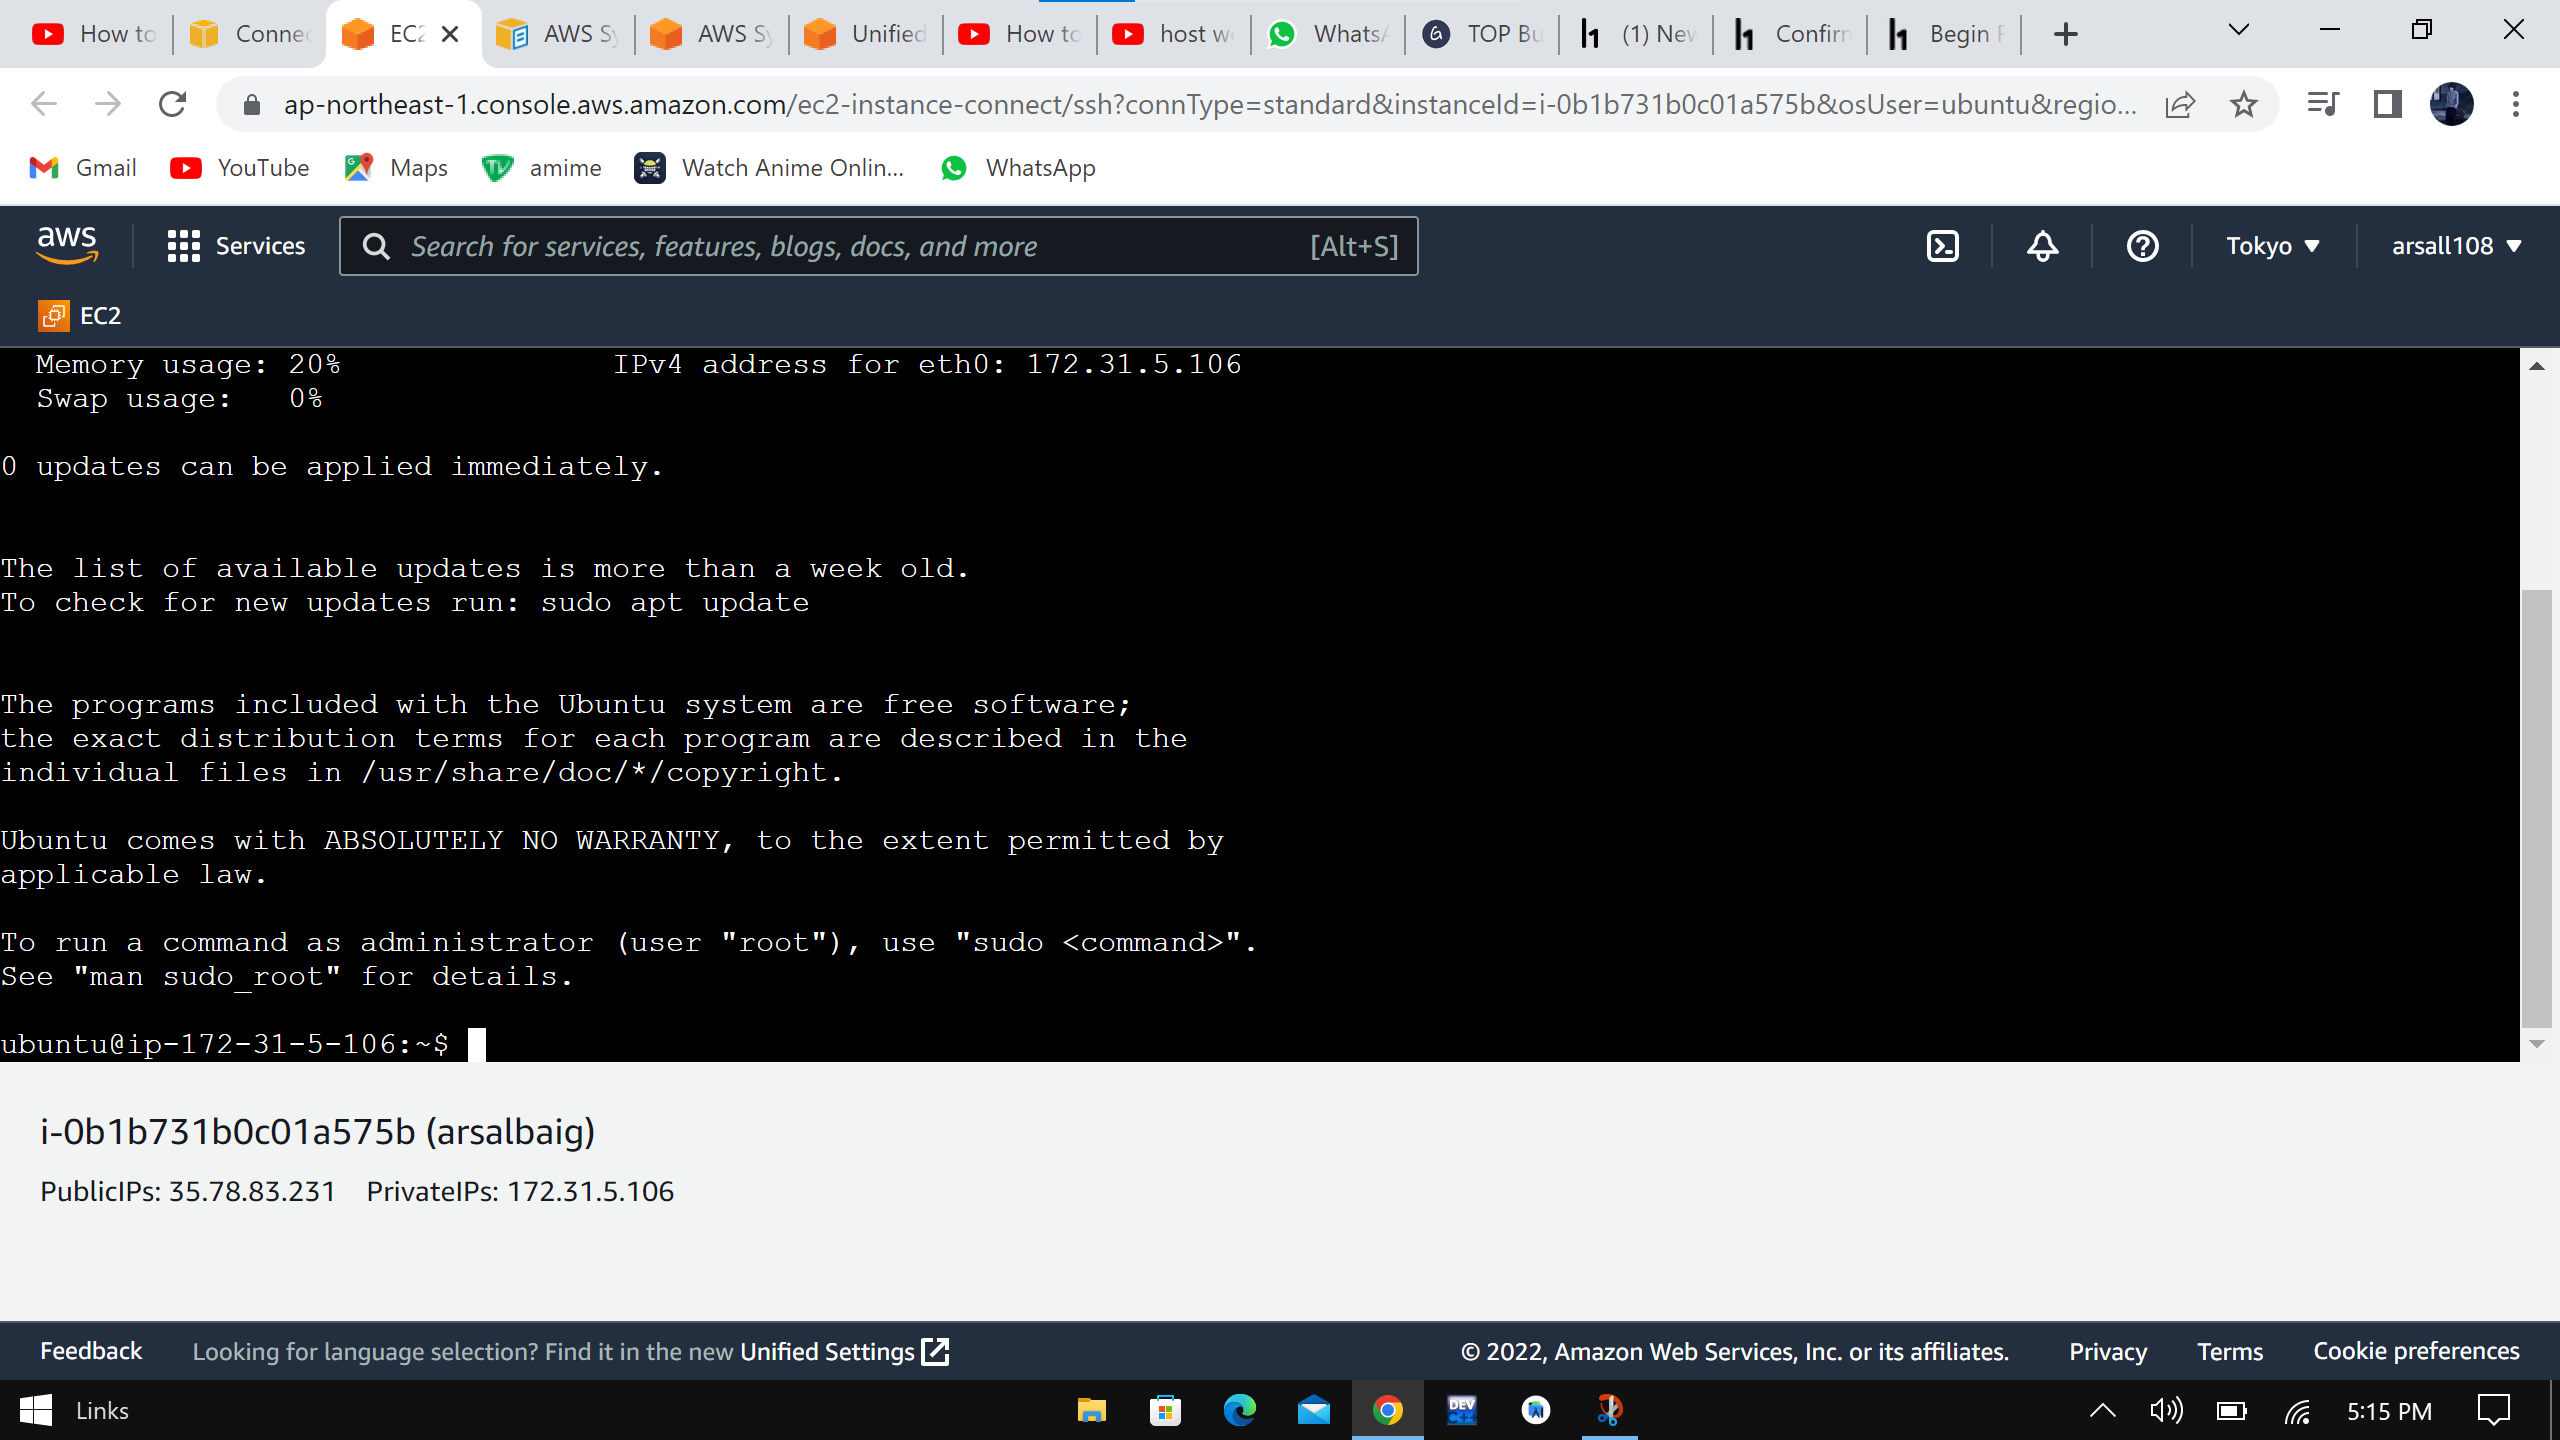 How to
Connec
EC2
AWS Sy
AWS Sy
Unified
How to
host w
Whats
TOP Bu
(1) New
Confirm
Begin
ap-northeast-1.console.aws.amazon.com/ec2-instance-connect/ssh?connType=standard&instanceId=i-0b1b731b0c01a575b&osUser=ubuntu&regio...
Gmail
YouTube
Maps
amime
Watch Anime Onlin...
WhatsApp
aws
Services
Search for services, features, blogs, docs, and more
[Alt+S]
Tokyo
arsall108
EC2
Memory usage: 20% IPv4 address for eth0: 172.31.5.106
Swap usage: 0%
0 updates can be applied immediately.
The list of available updates is more than a week old.
To check for new updates run: sudo apt update
The programs included with the Ubuntu system are free software;
the exact distribution terms for each program are described in the
individual files in /usr/share/doc/*/copyright.
Ubuntu comes with ABSOLUTELY NO WARRANTY, to the extent permitted by
applicable law.
To run a command as administrator (user "root"), use "sudo <command>".
See "man sudo_root" for details.
ubuntu@ip-172-31-5-106:~$
i-0b1b731b0c01a575b (arsalbaig)
PublicIPs: 35.78.83.231 PrivateIPs: 172.31.5.106
Feedback
Looking for language selection? Find it in the new Unified Settings
© 2022, Amazon Web Services, Inc. or its affiliates.
Privacy
Terms
Cookie preferences
Links
DEV C++
5:15 PM